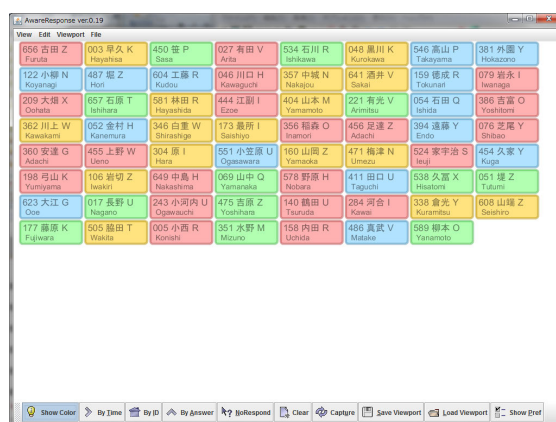 AwareResponse ver.0.19
View Edit Viewport File
656 吉田 Z 003 早久 K 450 笹 P 027 有田 V 534 石川 R 048 黒川 K 546 高山 P 381 外園 Y
Furuta Hayahisa Sasa Arita Ishikawa Kurokawa Takayama Hokazono
122 小柳 N 487 堀 Z 604 工藤 R 046 川口 H 357 中城 N 641 酒井 V 159 徳成 R 079 岩永 I
Koyanagi Hori Kudou Kawaguchi Nakajou Sakai Tokunari Iwanaga
209 大畑 X 657 石原 T 581 林田 R 444 江副 I 404 山本 M 221 有光 V 054 石田 Q 386 吉富 O
Oohata Ishihara Hayashida Ezoe Yamamoto Arimitsu Ishida Yoshitomi
362 川上 W 052 金村 H 346 白重 W 173 最所 I 356 稲森 O 456 足達 Z 394 遠藤 Y 076 芝尾 Y
Kawakami Kanemura Shirashige Saishiyo Inamori Adachi Endo Shibao
360 安達 G 455 上野 W 304 原 I 551 小笠原 U 160 山岡 Z 471 梅津 N 524 家宇治 S 454 久家 Y
Adachi Ueno Hara Ogasawara Yamaoka Umezu Ieuji Kuga
198 弓山 K 106 岩切 Z 649 中島 H 069 山中 Q 578 野原 H 411 田口 U 538 久冨 X 051 堤 Z
Yumiyama Iwakiri Nakashima Yamanaka Nobara Taguchi Hisatomi Tutumi
623 大江 G 017 長野 U 243 小河内 U 475 吉原 Z 140 鶴田 U 284 河合 I 338 倉光 Y 608 山端 Z
Ooe Nagano Ogawauchi Yoshihara Tsuruda Kawai Kuramitsu Seishiro
177 藤原 K 505 脇田 T 005 小西 R 351 水野 M 158 内田 R 486 真武 V 589 柳本 O
Fujiwara Wakita Konishi Mizuno Uchida Matake Yanamoto
Show Color By Time By ID By Answer NoRespond Clear Capture Save Viewport Load Viewport Show Pref